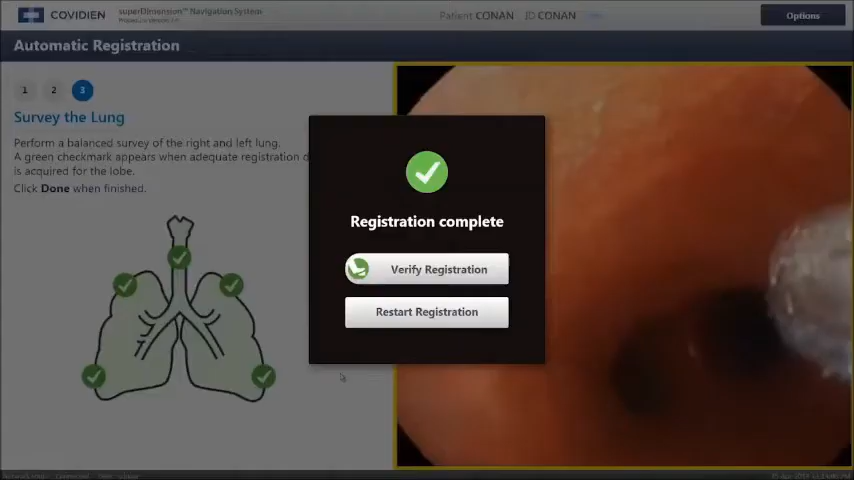 COVIDIEN
superDimension™ Navigation System
Patient CONAN ID CONAN
Options
Automatic Registration
1 2 3
Survey the Lung
Perform a balanced survey of the right and left lung.
A green checkmark appears when adequate registration d
is acquired for the lobe.
Click Done when finished.
Registration complete
Verify Registration
Restart Registration